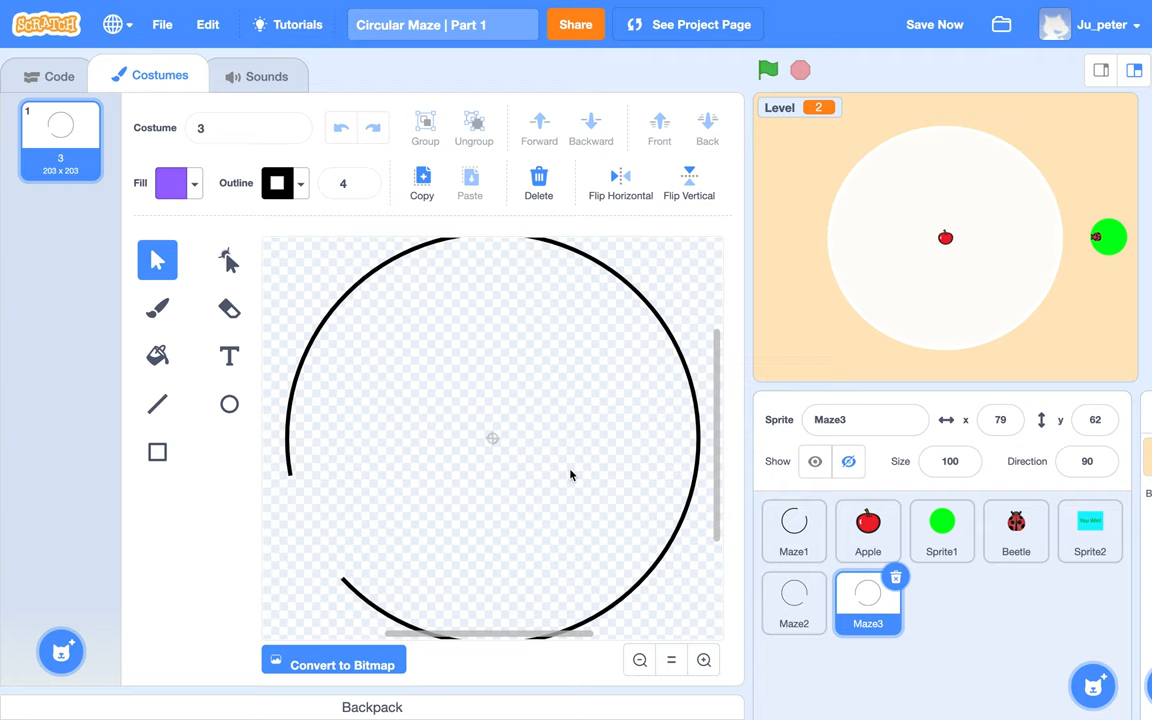 SCRATCH
File
Edit
Tutorials
Circular Maze | Part 1
Share
See Project Page
Save Now
Ju_peter
Code
Costumes
Sounds
1
3
203 x 203
Costume
3
Group
Ungroup
Forward
Backward
Front
Back
Fill
Outline
4
Copy
Paste
Delete
Flip Horizontal
Flip Vertical
T
Convert to Bitmap
Backpack
Level 2
Sprite
Maze3
x
79
y
62
Show
Size
100
Direction
90
Maze1
Apple
Sprite1
Beetle
You Win!
Sprite2
Maze2
Maze3